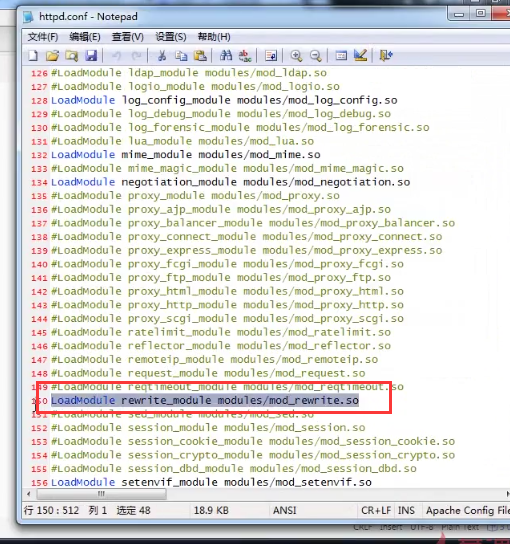 httpd.conf - Notepad
文件(F) 编辑(E) 查看(V) 设置(S) 帮助(H)
126 #LoadModule ldap_module modules/mod_ldap.so
127 #LoadModule logio_module modules/mod_logio.so
128 LoadModule log_config_module modules/mod_log_config.so
129 #LoadModule log_debug_module modules/mod_log_debug.so
130 #LoadModule log_forensic_module modules/mod_log_forensic.so
131 #LoadModule lua_module modules/mod_lua.so
132 LoadModule mime_module modules/mod_mime.so
133 #LoadModule mime_magic_module modules/mod_mime_magic.so
134 LoadModule negotiation_module modules/mod_negotiation.so
135 #LoadModule proxy_module modules/mod_proxy.so
136 #LoadModule proxy_ajp_module modules/mod_proxy_ajp.so
137 #LoadModule proxy_balancer_module modules/mod_proxy_balancer.so
138 #LoadModule proxy_connect_module modules/mod_proxy_connect.so
139 #LoadModule proxy_express_module modules/mod_proxy_express.so
140 #LoadModule proxy_fcgi_module modules/mod_proxy_fcgi.so
141 #LoadModule proxy_ftp_module modules/mod_proxy_ftp.so
142 #LoadModule proxy_html_module modules/mod_proxy_html.so
143 #LoadModule proxy_http_module modules/mod_proxy_http.so
144 #LoadModule proxy_scgi_module modules/mod_proxy_scgi.so
145 #LoadModule ratelimit_module modules/mod_ratelimit.so
146 #LoadModule reflector_module modules/mod_reflector.so
147 #LoadModule remoteip_module modules/mod_remoteip.so
148 #LoadModule request_module modules/mod_request.so
149 #LoadModule reqtimeout_module modules/mod_reqtimeout.so
150 LoadModule rewrite_module modules/mod_rewrite.so
151 #LoadModule sed_module modules/mod_sed.so
152 #LoadModule session_module modules/mod_session.so
153 #LoadModule session_cookie_module modules/mod_session_cookie.so
154 #LoadModule session_crypto_module modules/mod_session_crypto.so
155 #LoadModule session_dbd_module modules/mod_session_dbd.so
156 LoadModule setenvif_module modules/mod_setenvif.so
行 150 : 512 列 1 选定 48 18.9 KB ANSI CR+LF INS Apache Config File
CRLF Insert UTF-8 Plain Text